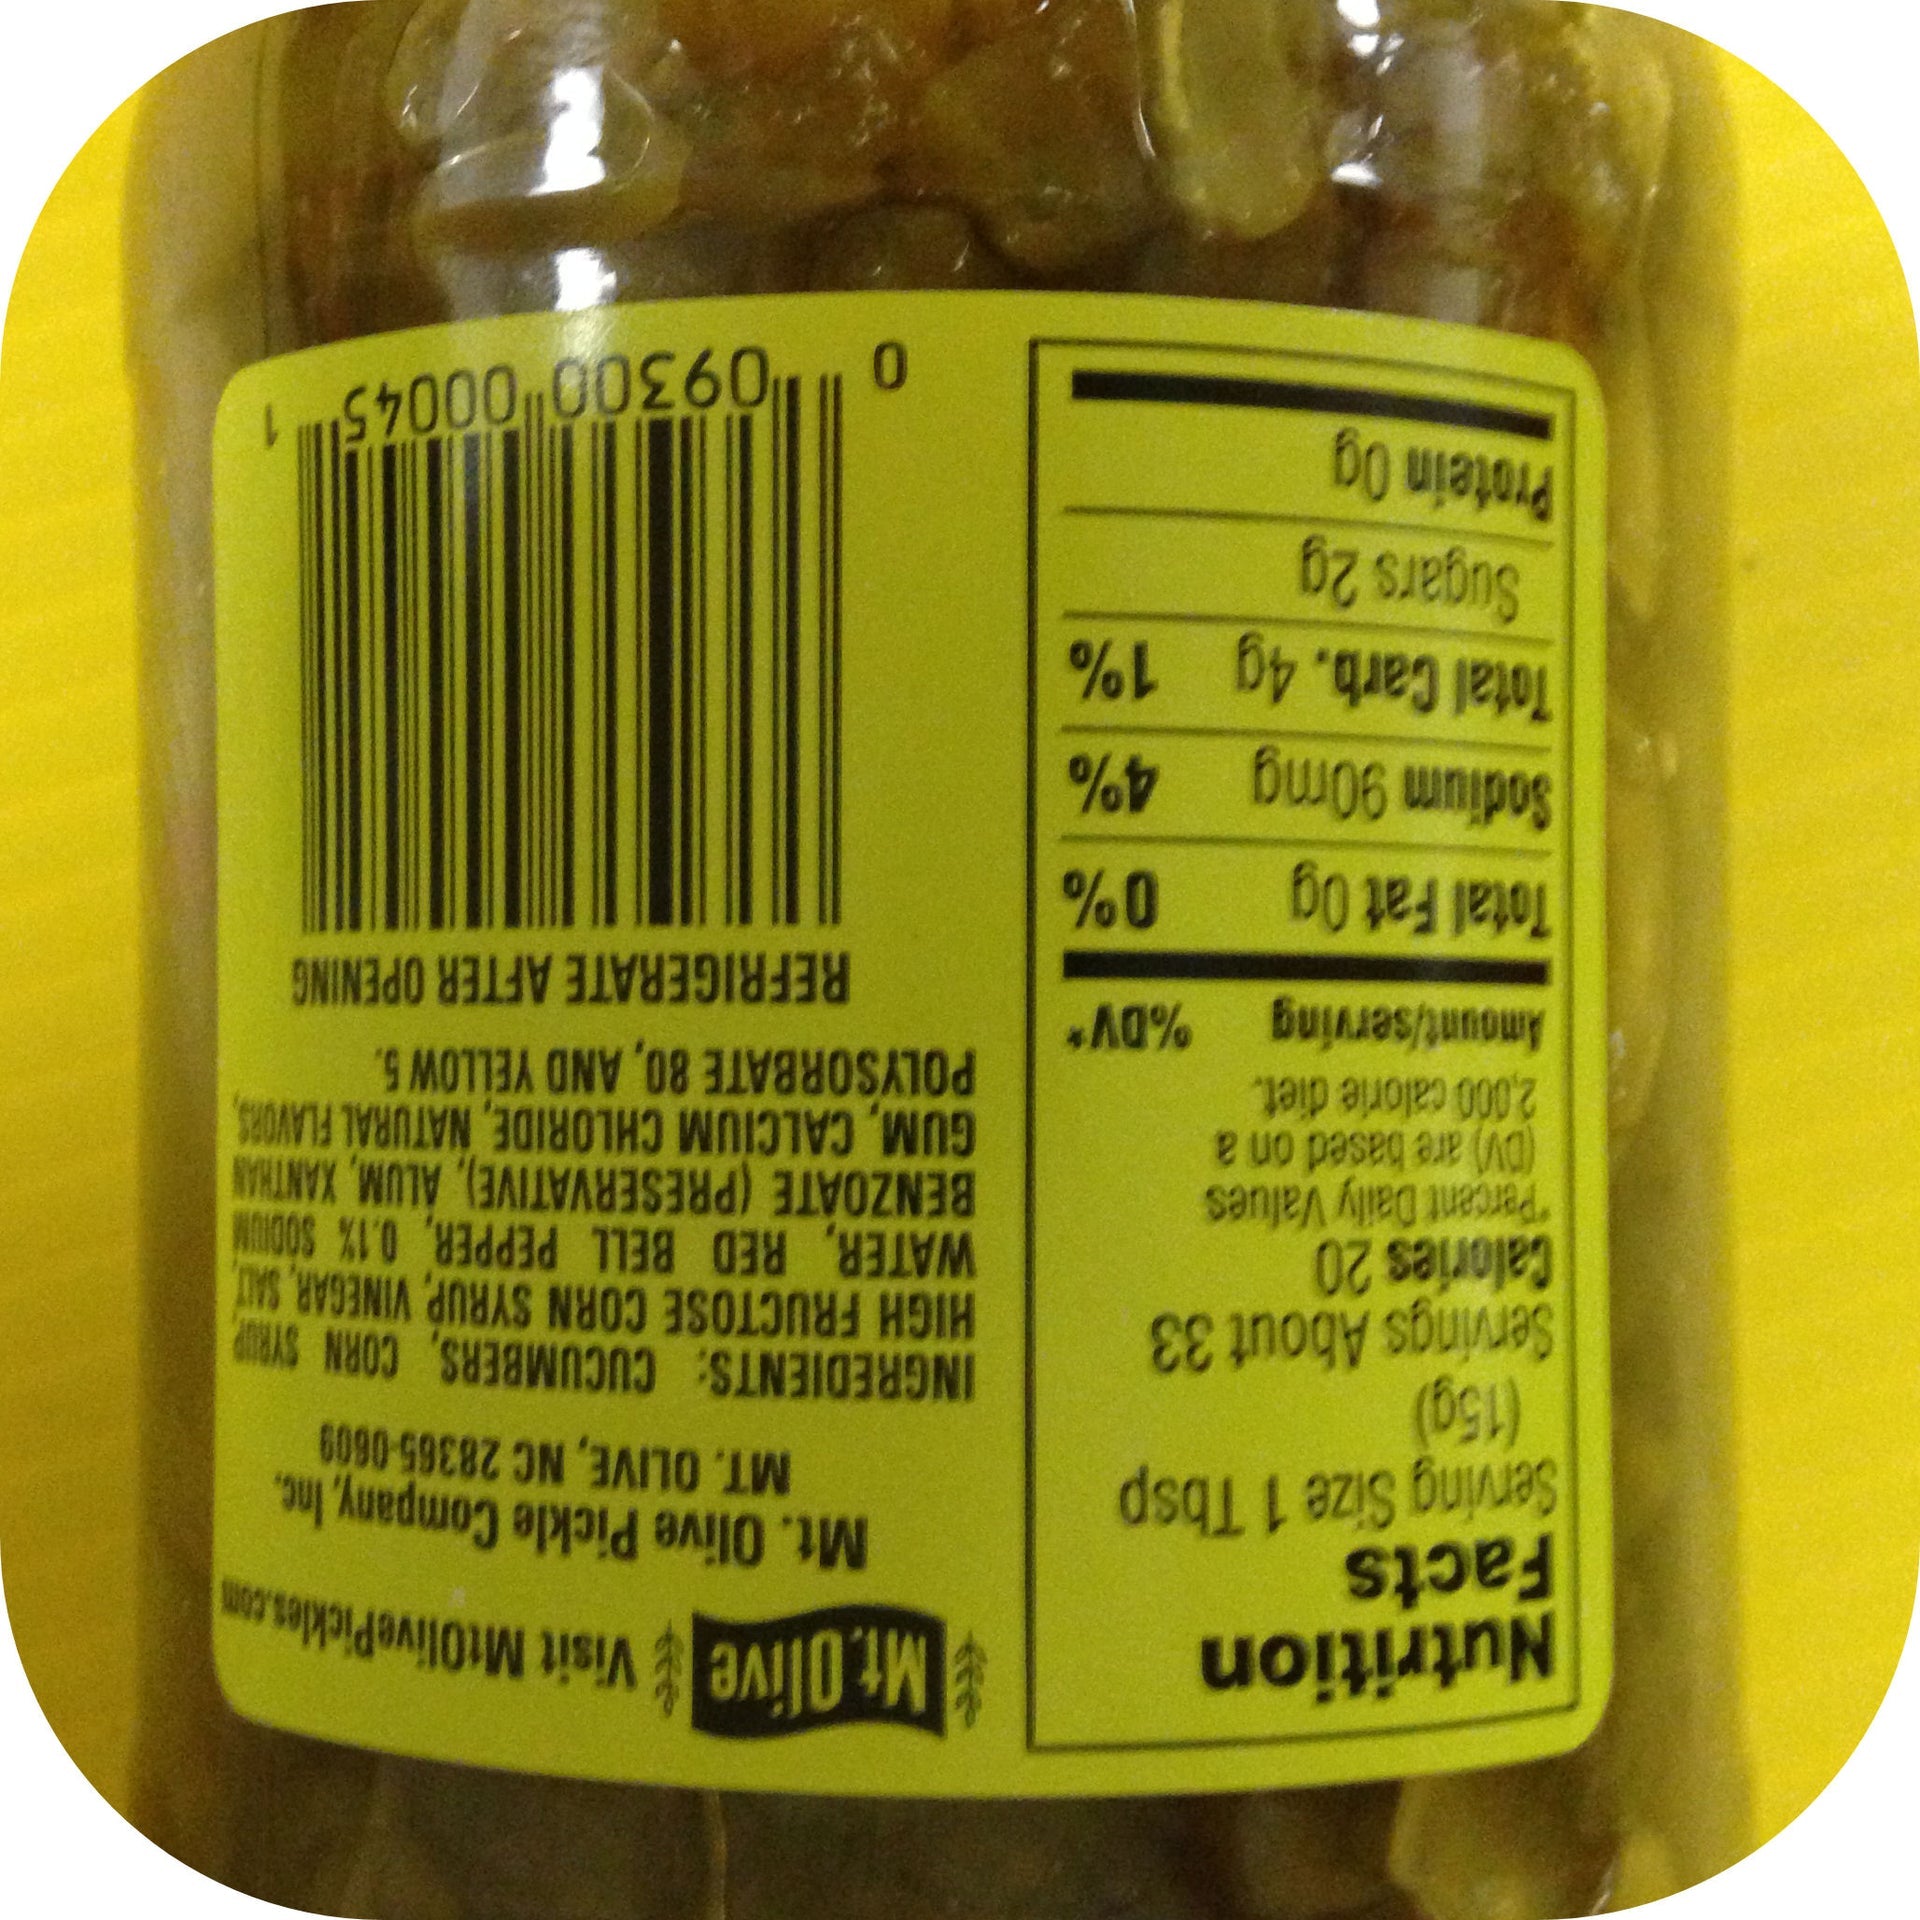 Nutrition
Facts
Serving Size 1 Tbsp
(15g)
Servings About 33
Calories 20
*Percent Daily Values
(DV) are based on a
2,000 calorie diet.
Amount/serving %DV*
Total Fat 0g 0%
Sodium 90mg 4%
Total Carb. 4g 1%
Sugars 2g
Protein 0g
Mt. Olive Visit MtOlivePickles.com
Mt. Olive Pickle Company, Inc.
MT. OLIVE, NC 28365-0609
INGREDIENTS: CUCUMBERS, CORN SYRUP,
HIGH FRUCTOSE CORN SYRUP, VINEGAR, SALT,
WATER, RED BELL PEPPER, 0.1% SODIUM
BENZOATE (PRESERVATIVE), ALUM, XANTHAN
GUM, CALCIUM CHLORIDE, NATURAL FLAVORS,
POLYSORBATE 80, AND YELLOW 5.
REFRIGERATE AFTER OPENING
0 09300 00045 1